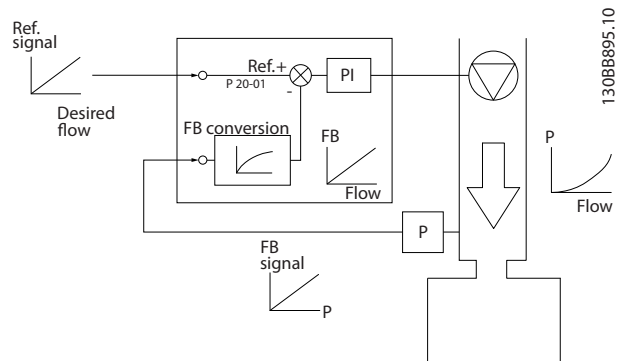 Ref.
signal
Desired
flow
Ref.+
P 20-01
-
PI
FB conversion
FB
Flow
P
FB
signal
P
P
Flow
130BB895.10